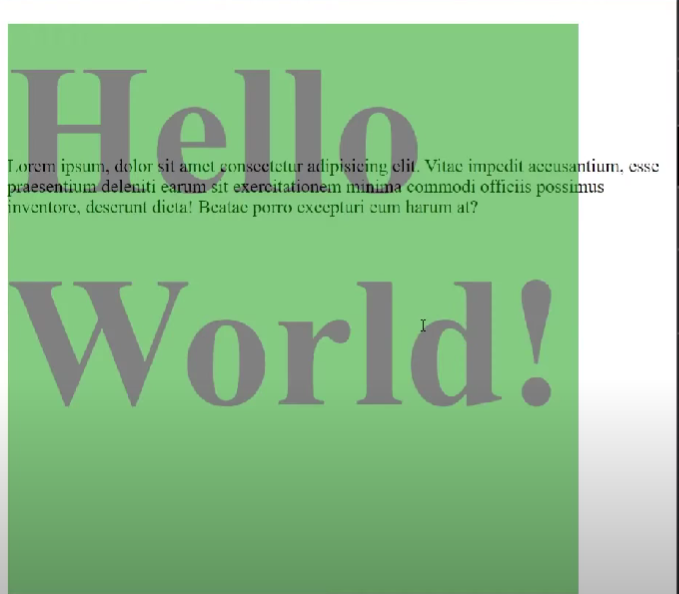 Hello
Lorem ipsum, dolor sit amet consectetur adipisicing elit. Vitae impedit accusantium, esse
praesentium deleniti earum sit exercitationem minima commodi officiis possimus
inventore, deserunt dicta! Beatae porro excepturi eum harum at?
World!